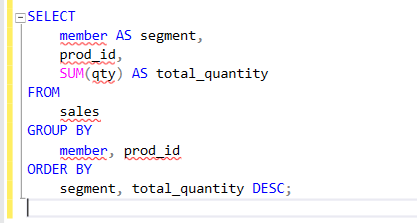 SELECT
member AS segment,
prod_id,
SUM(qty) AS total_quantity
FROM
sales
GROUP BY
member, prod_id
ORDER BY
segment, total_quantity DESC;